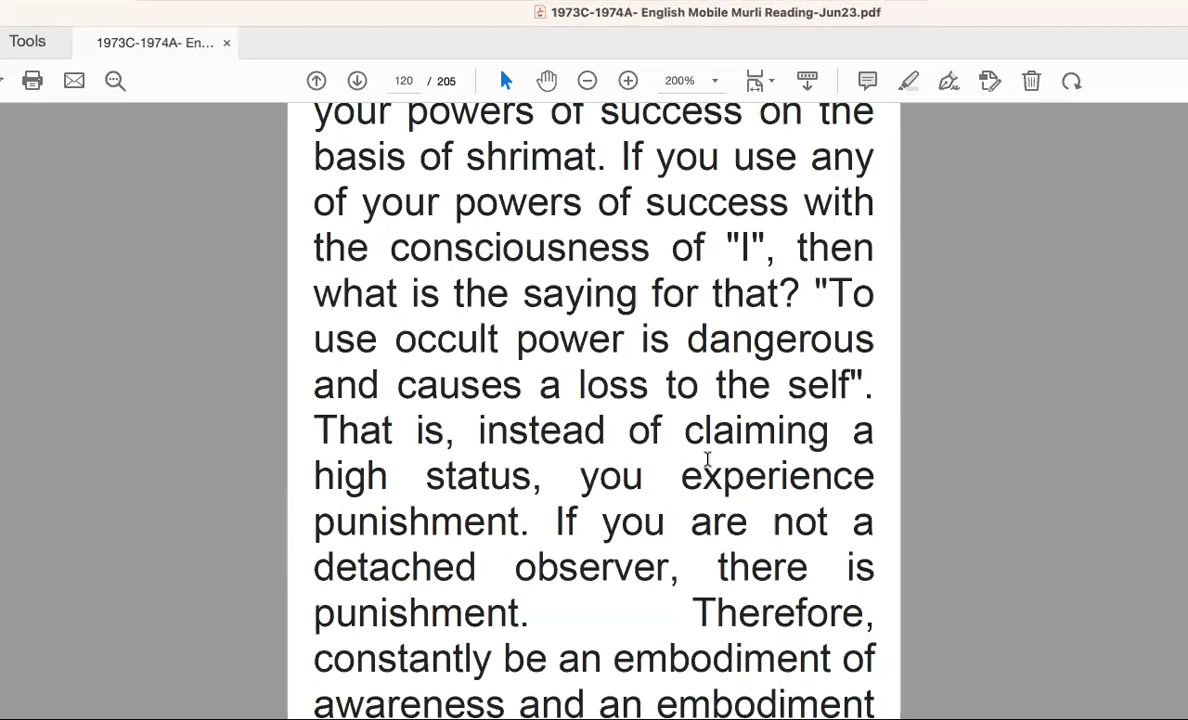 1973C-1974A- English Mobile Murli Reading-Jun23.pdf
Tools
1973C-1974A- En... ×
120 / 205
200%
your powers of success on the
basis of shrimat. If you use any
of your powers of success with
the consciousness of "I", then
what is the saying for that? "To
use occult power is dangerous
and causes a loss to the self".
That is, instead of claiming a
high status, you experience
punishment. If you are not a
detached observer, there is
punishment. Therefore,
constantly be an embodiment of
awareness and an embodiment